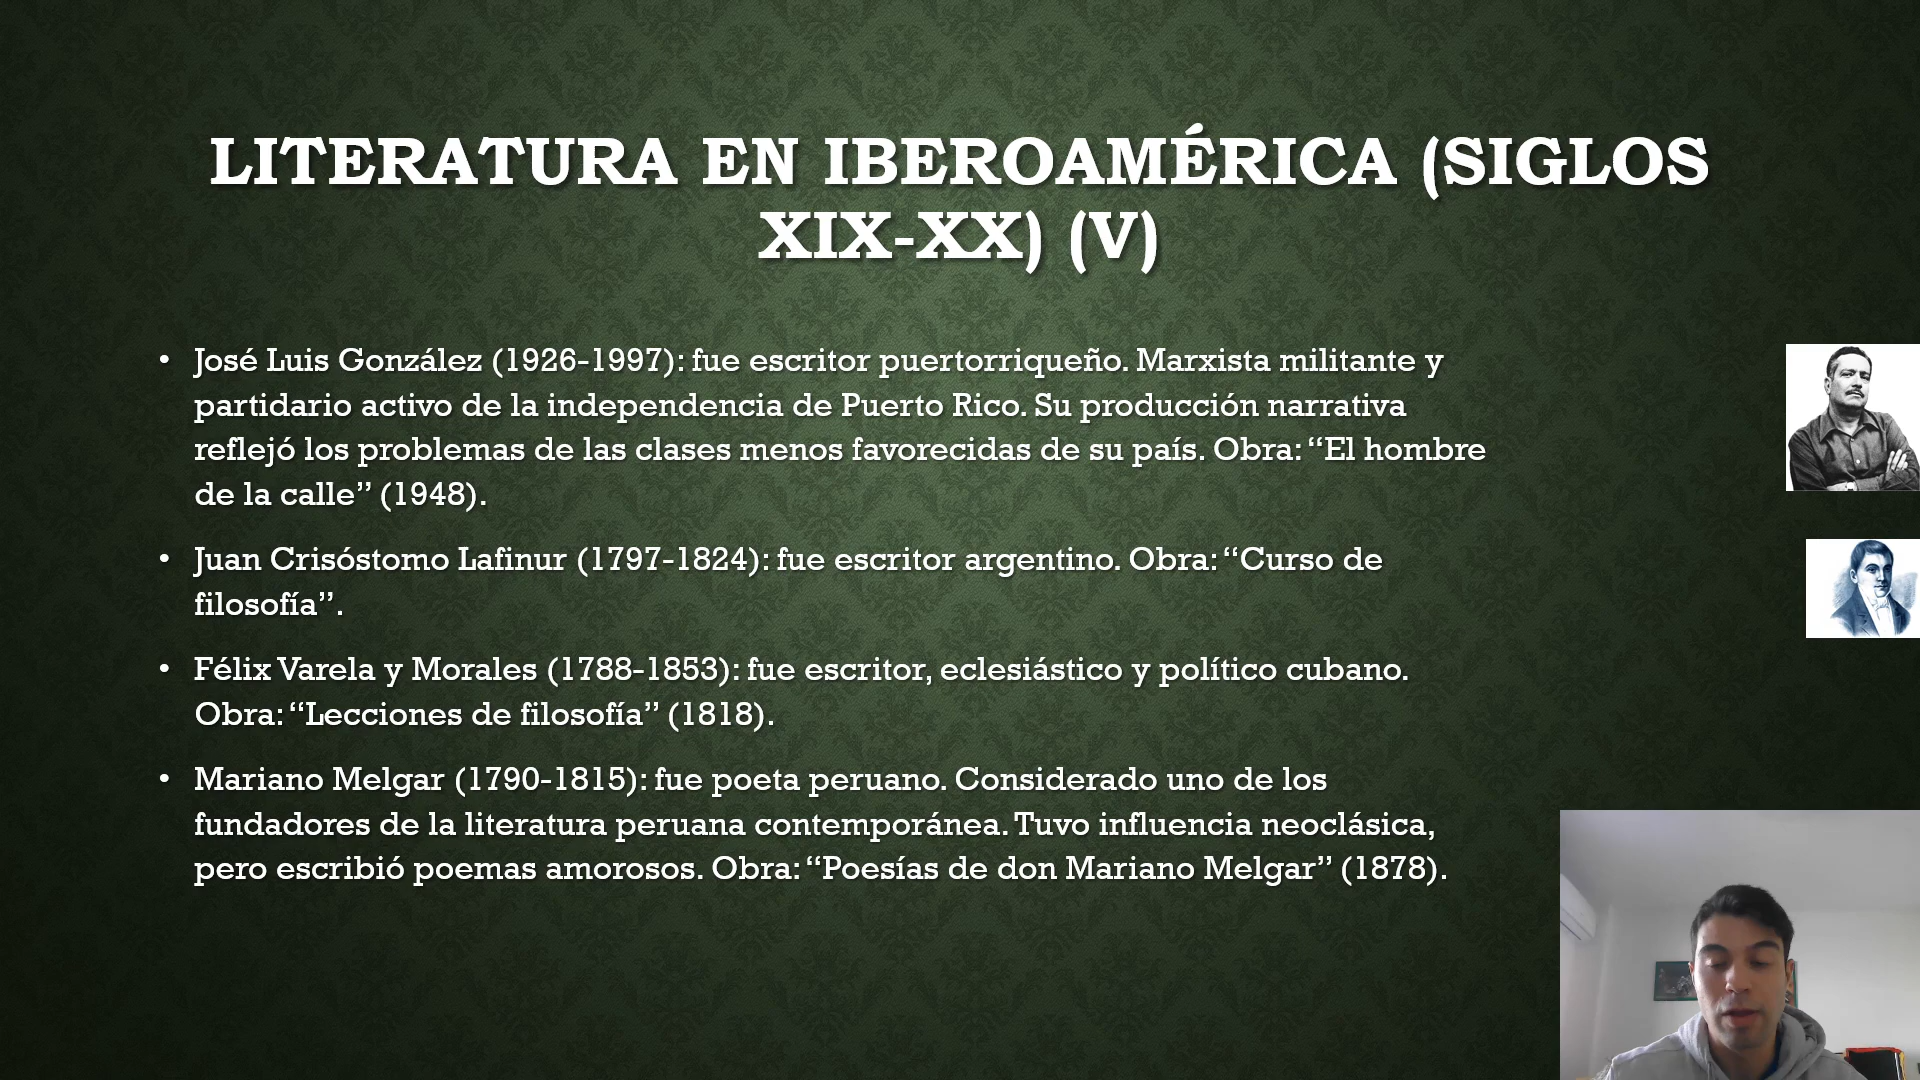 LITERATURA EN IBEROAMÉRICA (SIGLOS
XIX-XX) (V)
• José Luis González (1926-1997): fue escritor puertorriqueño. Marxista militante y
partidario activo de la independencia de Puerto Rico. Su producción narrativa
reflejó los problemas de las clases menos favorecidas de su país. Obra: “El hombre
de la calle” (1948).
• Juan Crisóstomo Lafinur (1797-1824): fue escritor argentino. Obra: “Curso de
filosofía”.
• Félix Varela y Morales (1788-1853): fue escritor, eclesiástico y político cubano.
Obra: “Lecciones de filosofía” (1818).
• Mariano Melgar (1790-1815): fue poeta peruano. Considerado uno de los
fundadores de la literatura peruana contemporánea. Tuvo influencia neoclásica,
pero escribió poemas amorosos. Obra: “Poesías de don Mariano Melgar” (1878).